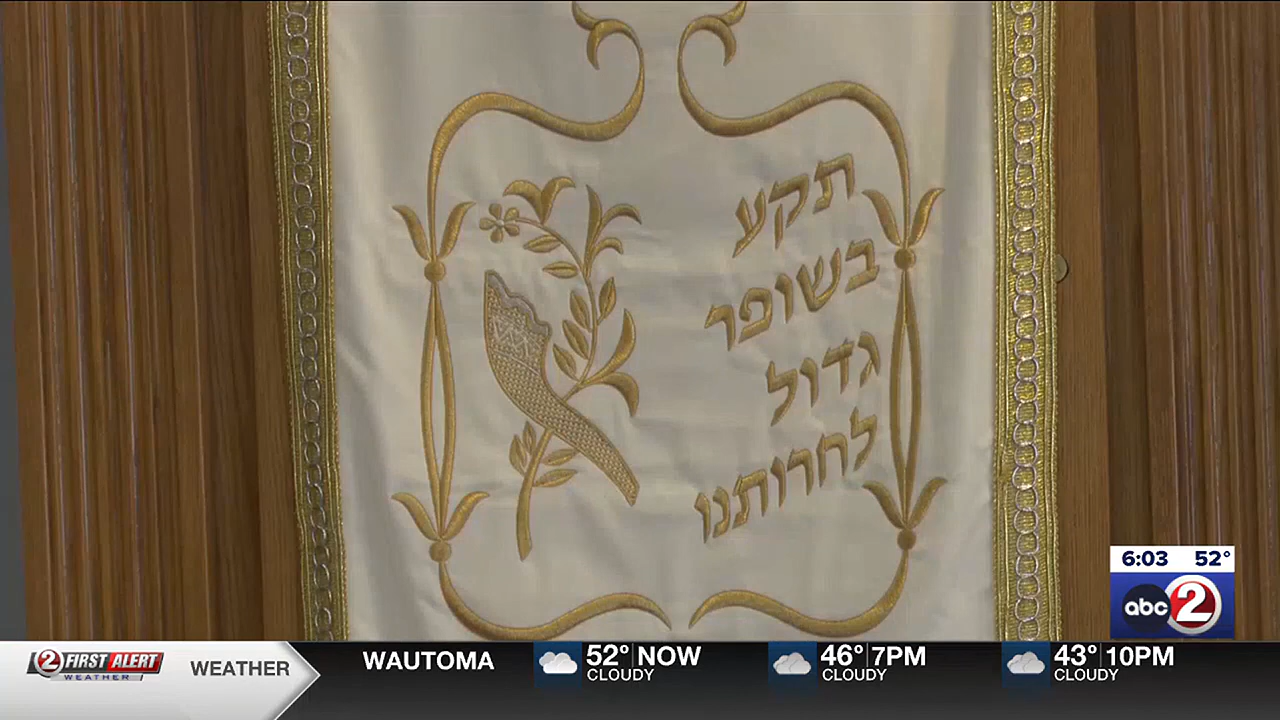 תקע
בשופר
גדול
לחרותנו
6:03 52°
abc 2
2 FIRST ALERT
WEATHER
WEATHER
WAUTOMA
52° NOW
CLOUDY
46° 7PM
CLOUDY
43° 10PM
CLOUDY